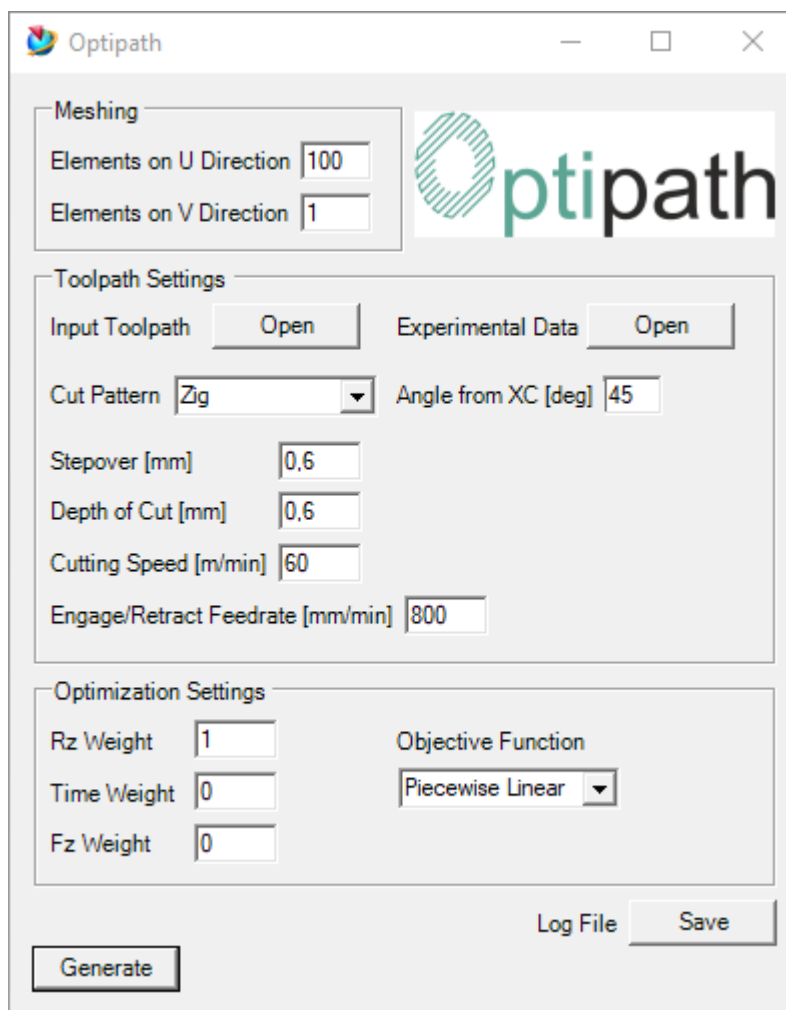 Optipath
Meshing
Elements on U Direction 100
Elements on V Direction 1
Optipath
Toolpath Settings
Input Toolpath Open Experimental Data Open
Cut Pattern Zig Angle from XC [deg] 45
Stepover [mm] 0,6
Depth of Cut [mm] 0,6
Cutting Speed [m/min] 60
Engage/Retract Feedrate [mm/min] 800
Optimization Settings
Rz Weight 1 Objective Function
Time Weight 0 Piecewise Linear
Fz Weight 0
Log File Save
Generate